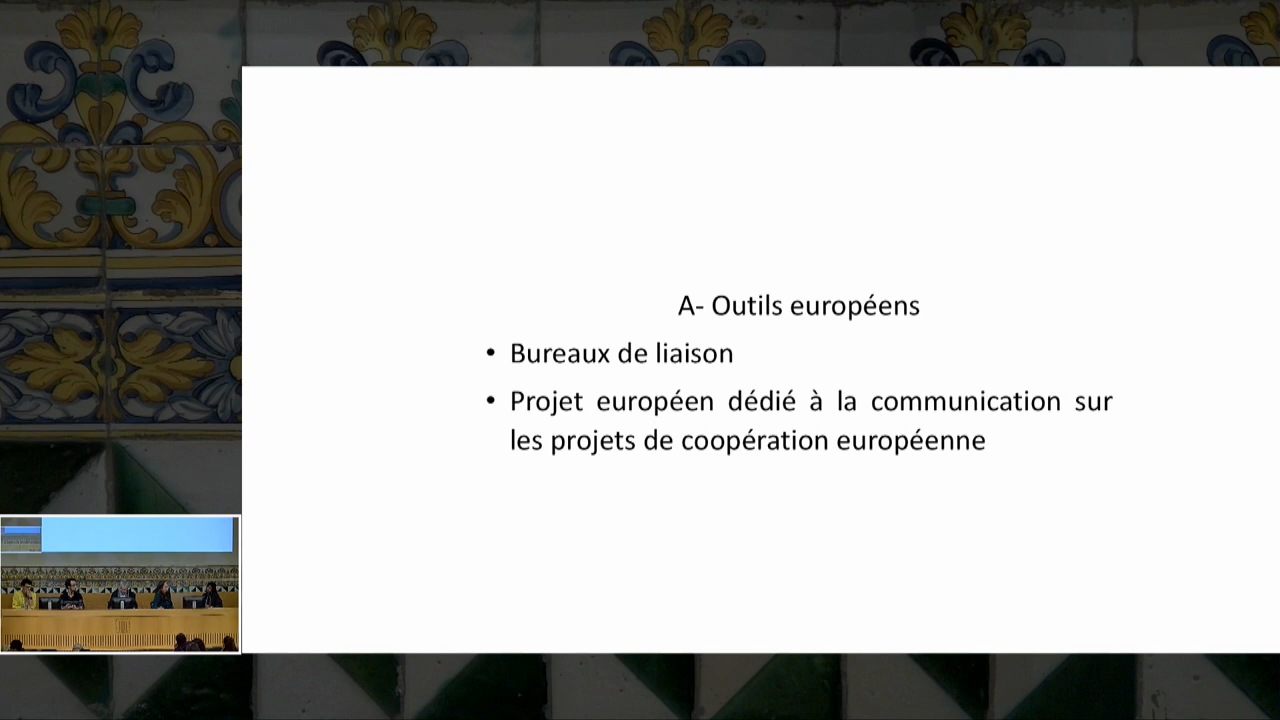 A- Outils européens
• Bureaux de liaison
• Projet européen dédié à la communication sur
les projets de coopération européenne